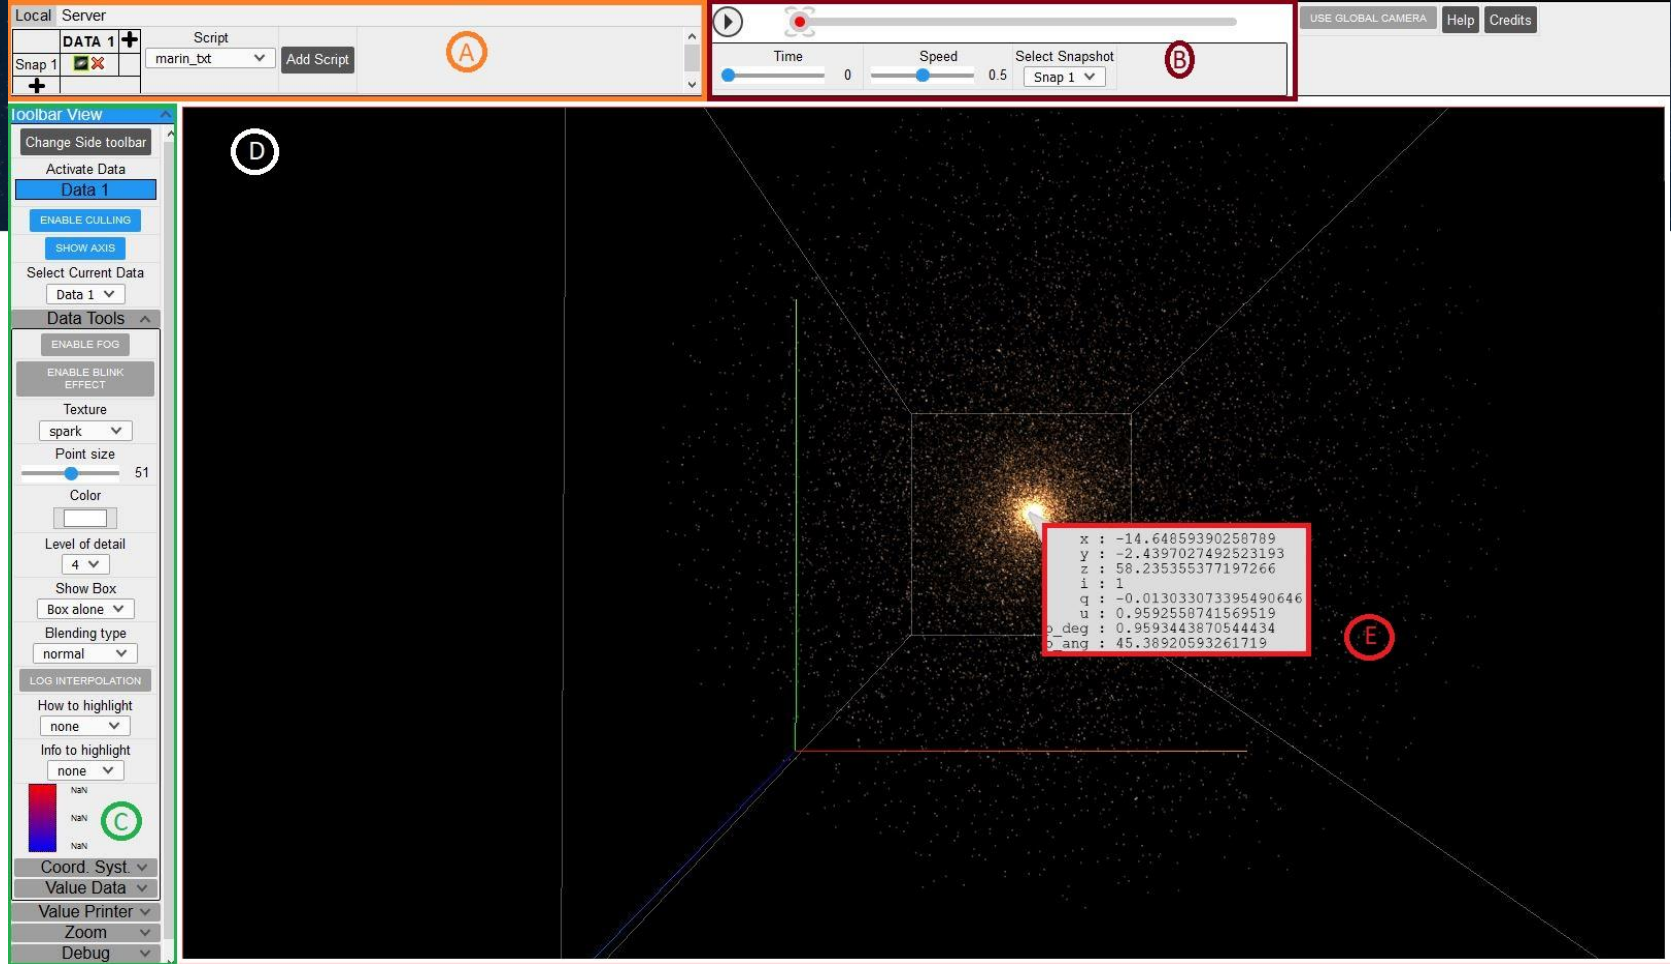 Local Server
DATA 1
Snap 1
Script
marin_txt
Add Script
A
Time
0
Speed
0.5
Select Snapshot
Snap 1
B
USE GLOBAL CAMERA
Help
Credits
Toolbar View
Change Side toolbar
Activate Data
Data 1
ENABLE CULLING
SHOW AXIS
Select Current Data
Data 1
Data Tools
ENABLE FOG
ENABLE BLINK
EFFECT
Texture
spark
Point size
51
Color
Level of detail
4
Show Box
Box alone
Blending type
normal
LOG INTERPOLATION
How to highlight
none
Info to highlight
none
NaN
NaN
NaN
C
Coord. Syst.
Value Data
Value Printer
Zoom
Debug
D
x : -14.64859390258789
y : -2.4397027492523193
z : 58.235355377197266
i : 1
q : -0.013033073395490646
u : 0.9592558741569519
p_deg : 0.9593443870544434
p_ang : 45.38920593261719
E